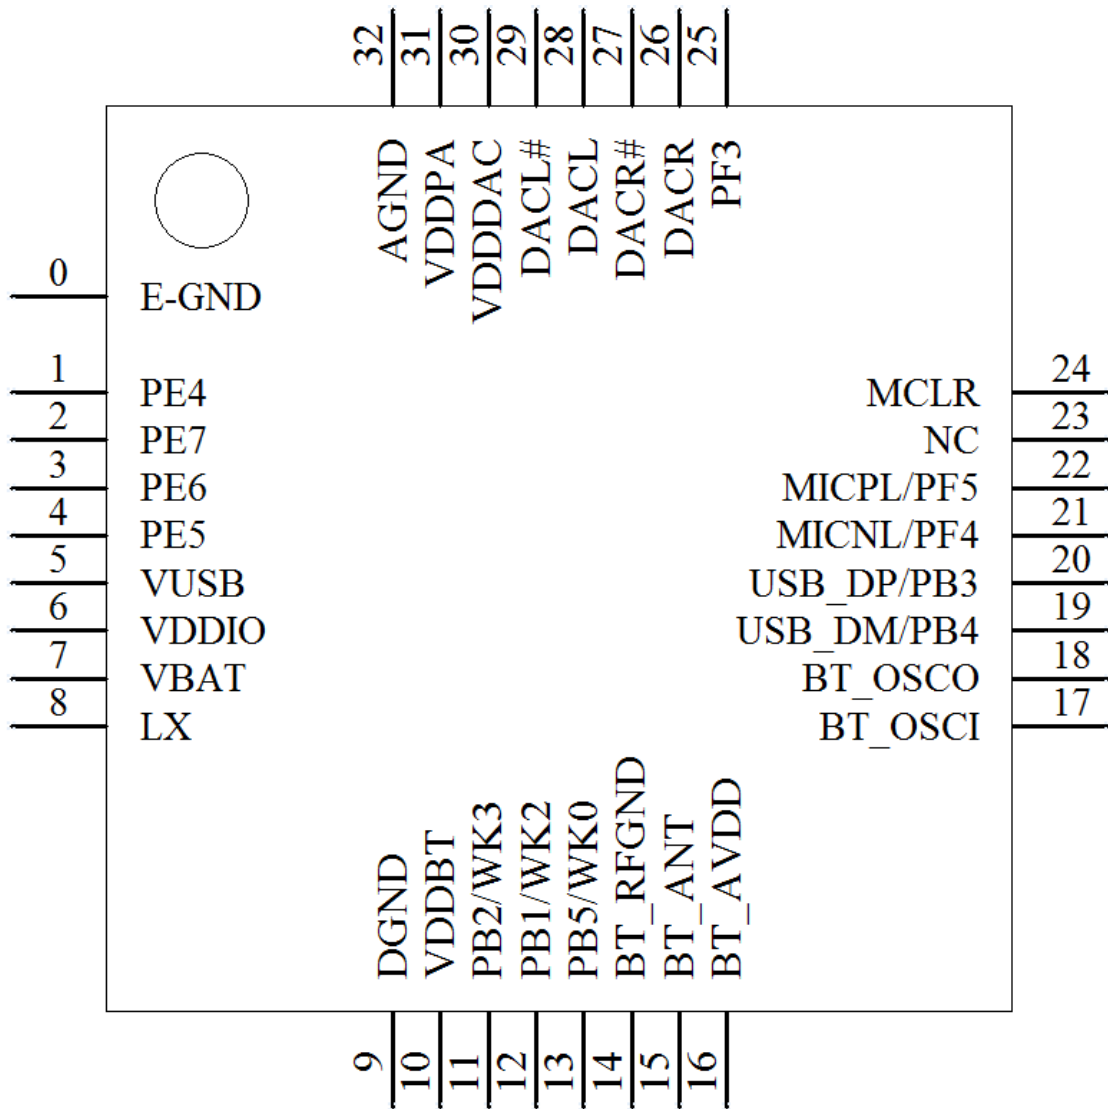 32 31 30 29 28 27 26 25
AGND VDDPA VDDDAC DACL# DACL DACR# DACR PF3
0 E-GND
1 PE4 MCLR 24
2 PE7 NC 23
3 PE6 MICPL/PF5 22
4 PE5 MICNL/PF4 21
5 VUSB USB_DP/PB3 20
6 VDDIO USB_DM/PB4 19
7 VBAT BT_OSCO 18
8 LX BT_OSCI 17
DGND VDDBT PB2/WK3 PB1/WK2 PB5/WK0 BT_RFGND BT_ANT BT_AVDD
9 10 11 12 13 14 15 16